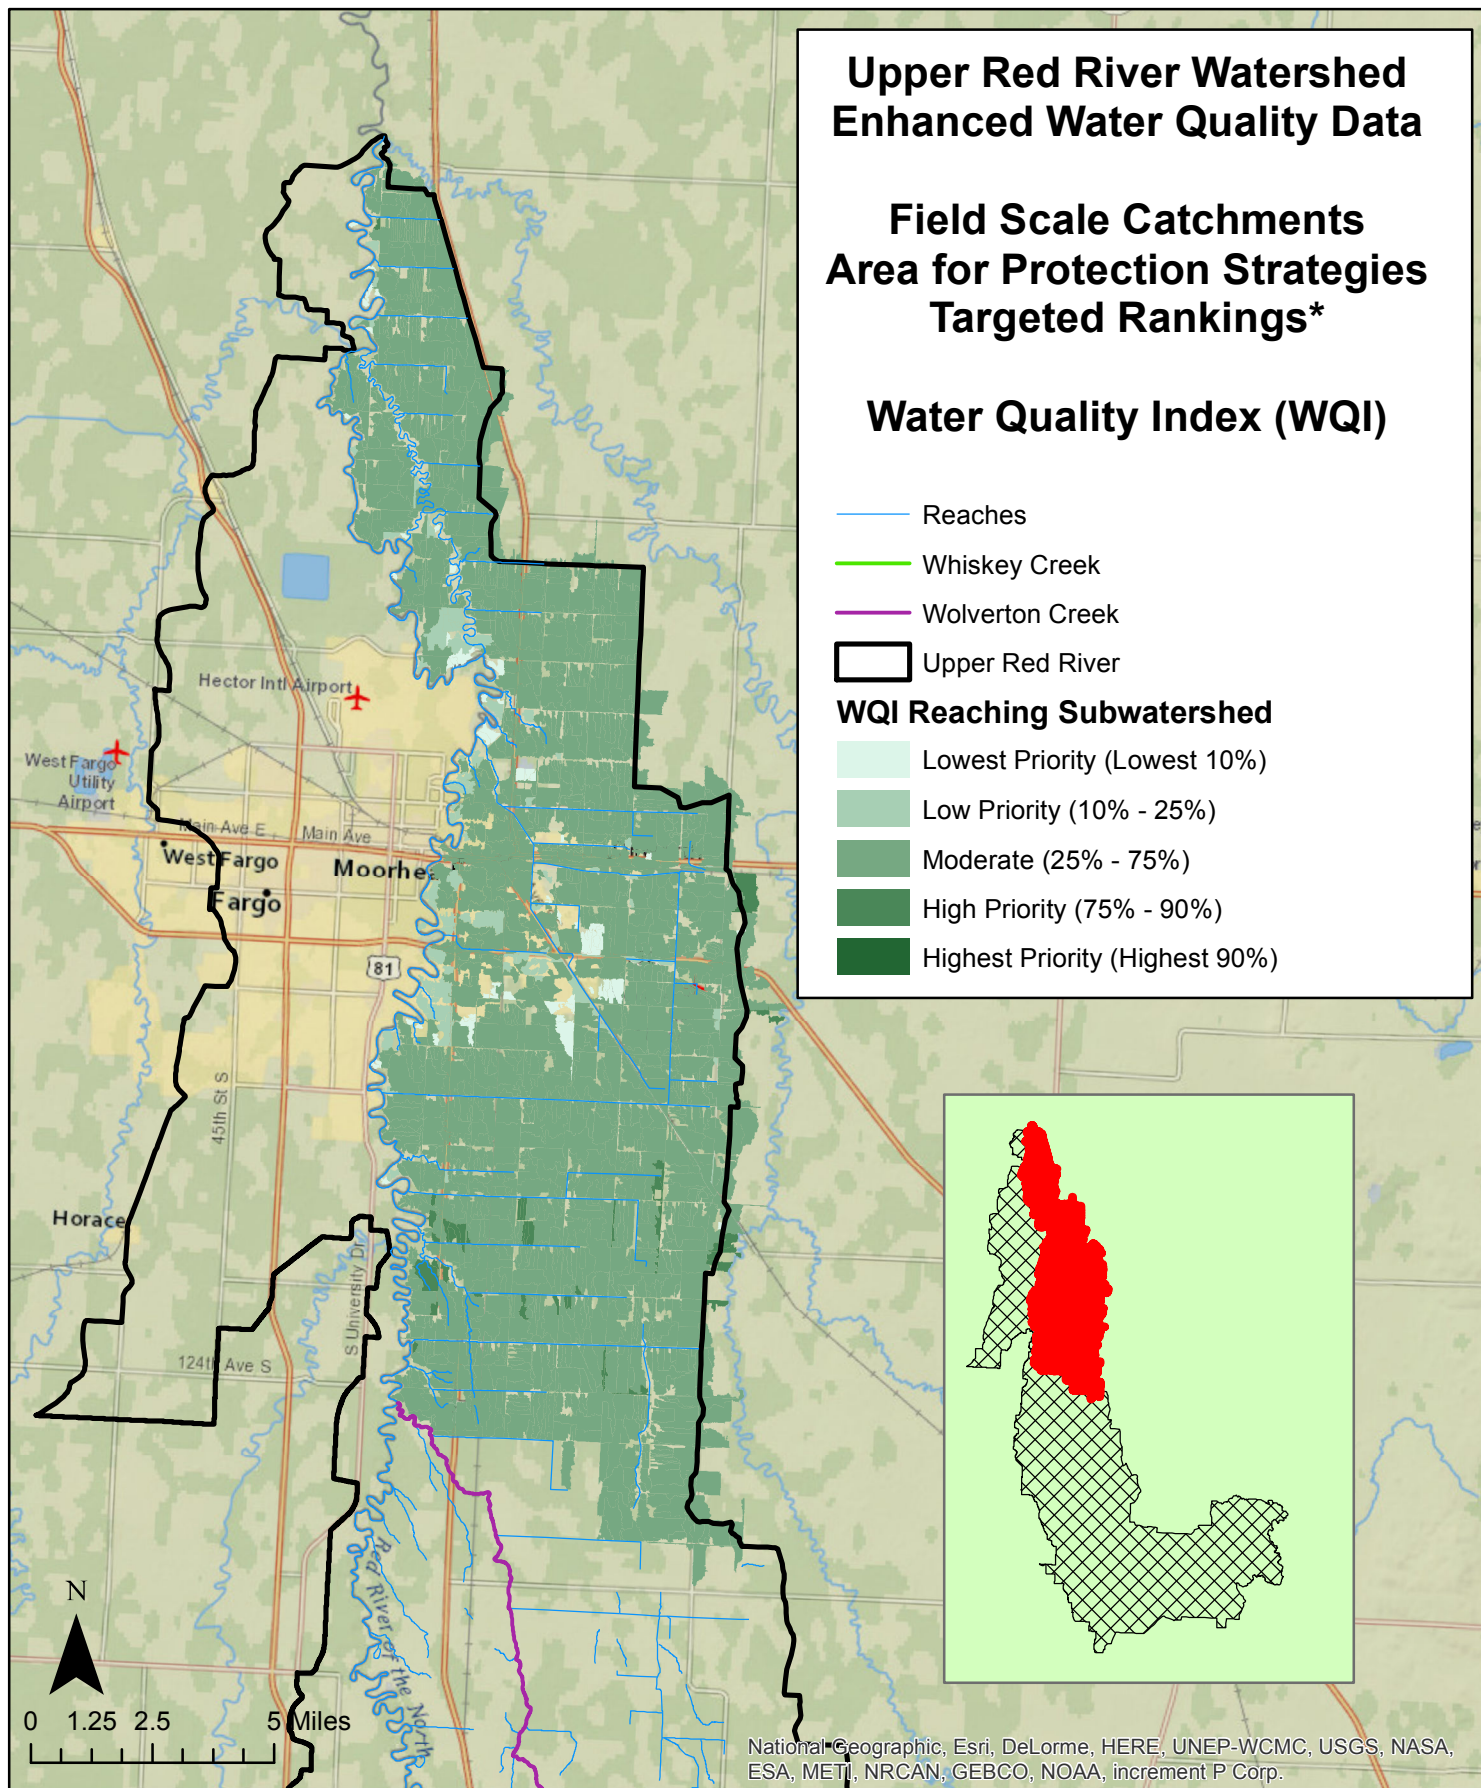 Upper Red River Watershed
Enhanced Water Quality Data
Field Scale Catchments
Area for Protection Strategies
Targeted Rankings*
Water Quality Index (WQI)
Reaches
Whiskey Creek
Wolverton Creek
Upper Red River
WQI Reaching Subwatershed
Lowest Priority (Lowest 10%)
Low Priority (10% - 25%)
Moderate (25% - 75%)
High Priority (75% - 90%)
Highest Priority (Highest 90%)
Hector Intl Airport
West Fargo
Utility
Airport
Main Ave E
Main Ave
West Fargo
Moorhe
Fargo
81
45th St S
Horace
S University Dr
124th Ave S
Red River of the North
N
0 1.25 2.5 5 Miles
National Geographic, Esri, DeLorme, HERE, UNEP-WCMC, USGS, NASA,
ESA, METI, NRCAN, GEBCO, NOAA, increment P Corp.